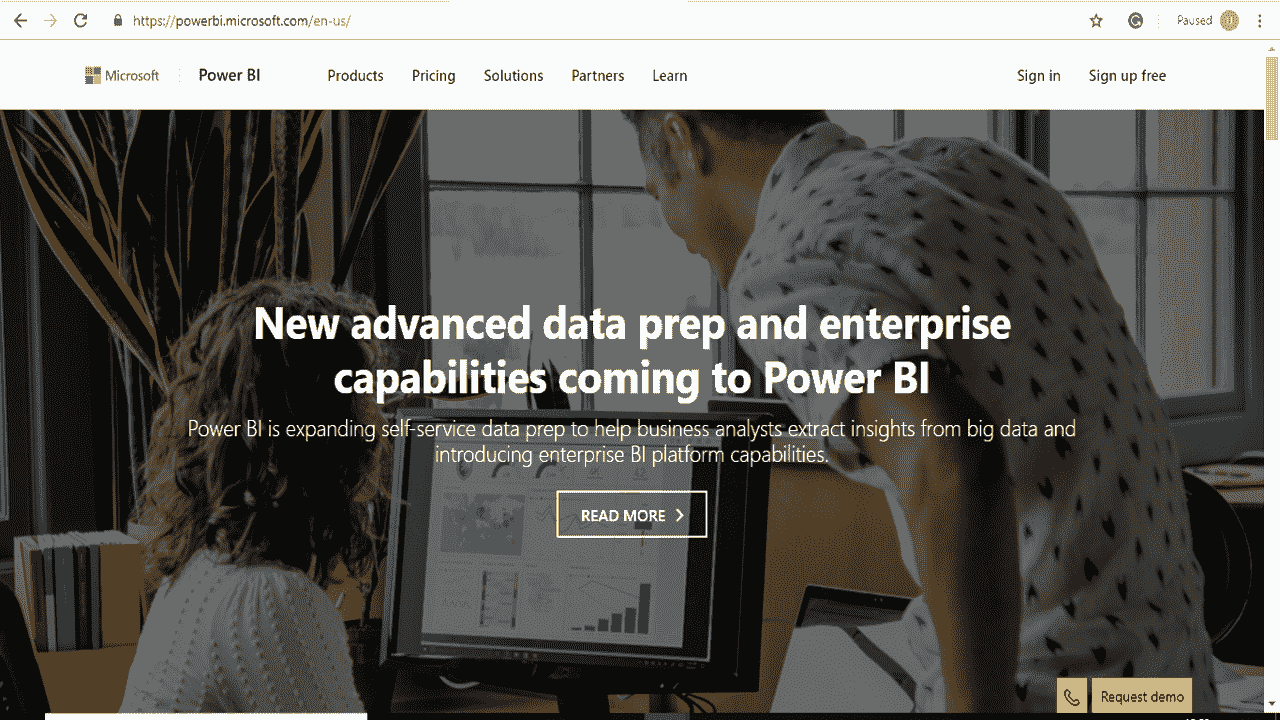 https://powerbi.microsoft.com/en-us/
Paused
Microsoft
Power BI
Products
Pricing
Solutions
Partners
Learn
Sign in
Sign up free
New advanced data prep and enterprise
capabilities coming to Power BI
Power BI is expanding self-service data prep to help business analysts extract insights from big data and
introducing enterprise BI platform capabilities.
READ MORE
Request demo